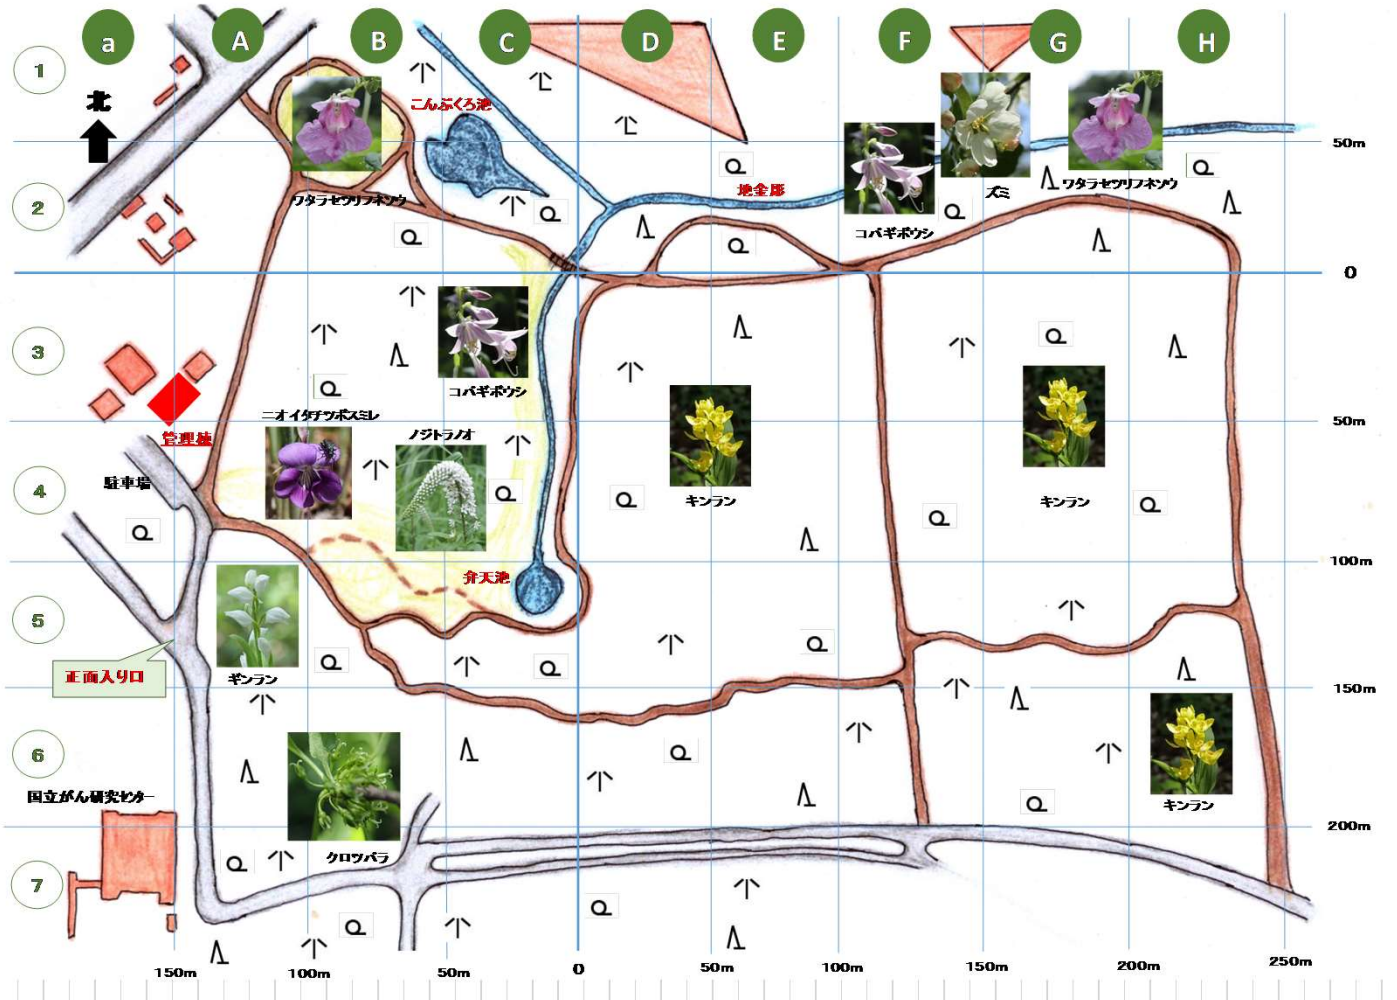 a A B C D E F G H
1
北
こんぶくろ池
50m
2
地金堀
ワタラセツリフネソウ
コバギボウシ
ズミ
ワタラセツリフネソウ
0
3
コバギボウシ
ニオイタチツボスミレ
ノジトラノオ
管理棟
50m
4
駐車場
キンラン
キンラン
100m
弁天池
5
正面入り口
ギンラン
150m
6
国立がん研究センター
キンラン
クロツバラ
200m
7
150m 100m 50m 0 50m 100m 150m 200m 250m